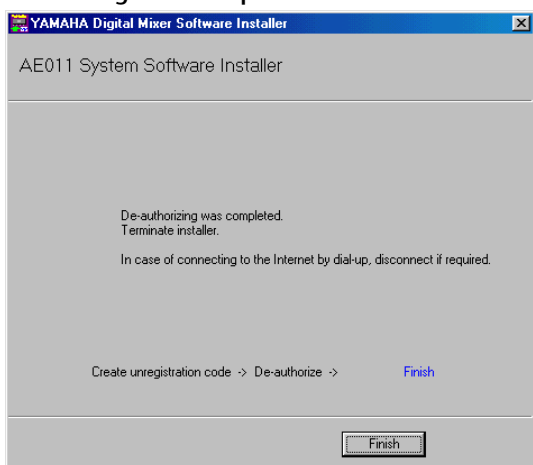 YAMAHA Digital Mixer Software Installer
AE011 System Software Installer
De-authorizing was completed.
Terminate installer.
In case of connecting to the Internet by dial-up, disconnect if required.
Create unregistration code -> De-authorize -> Finish
Finish